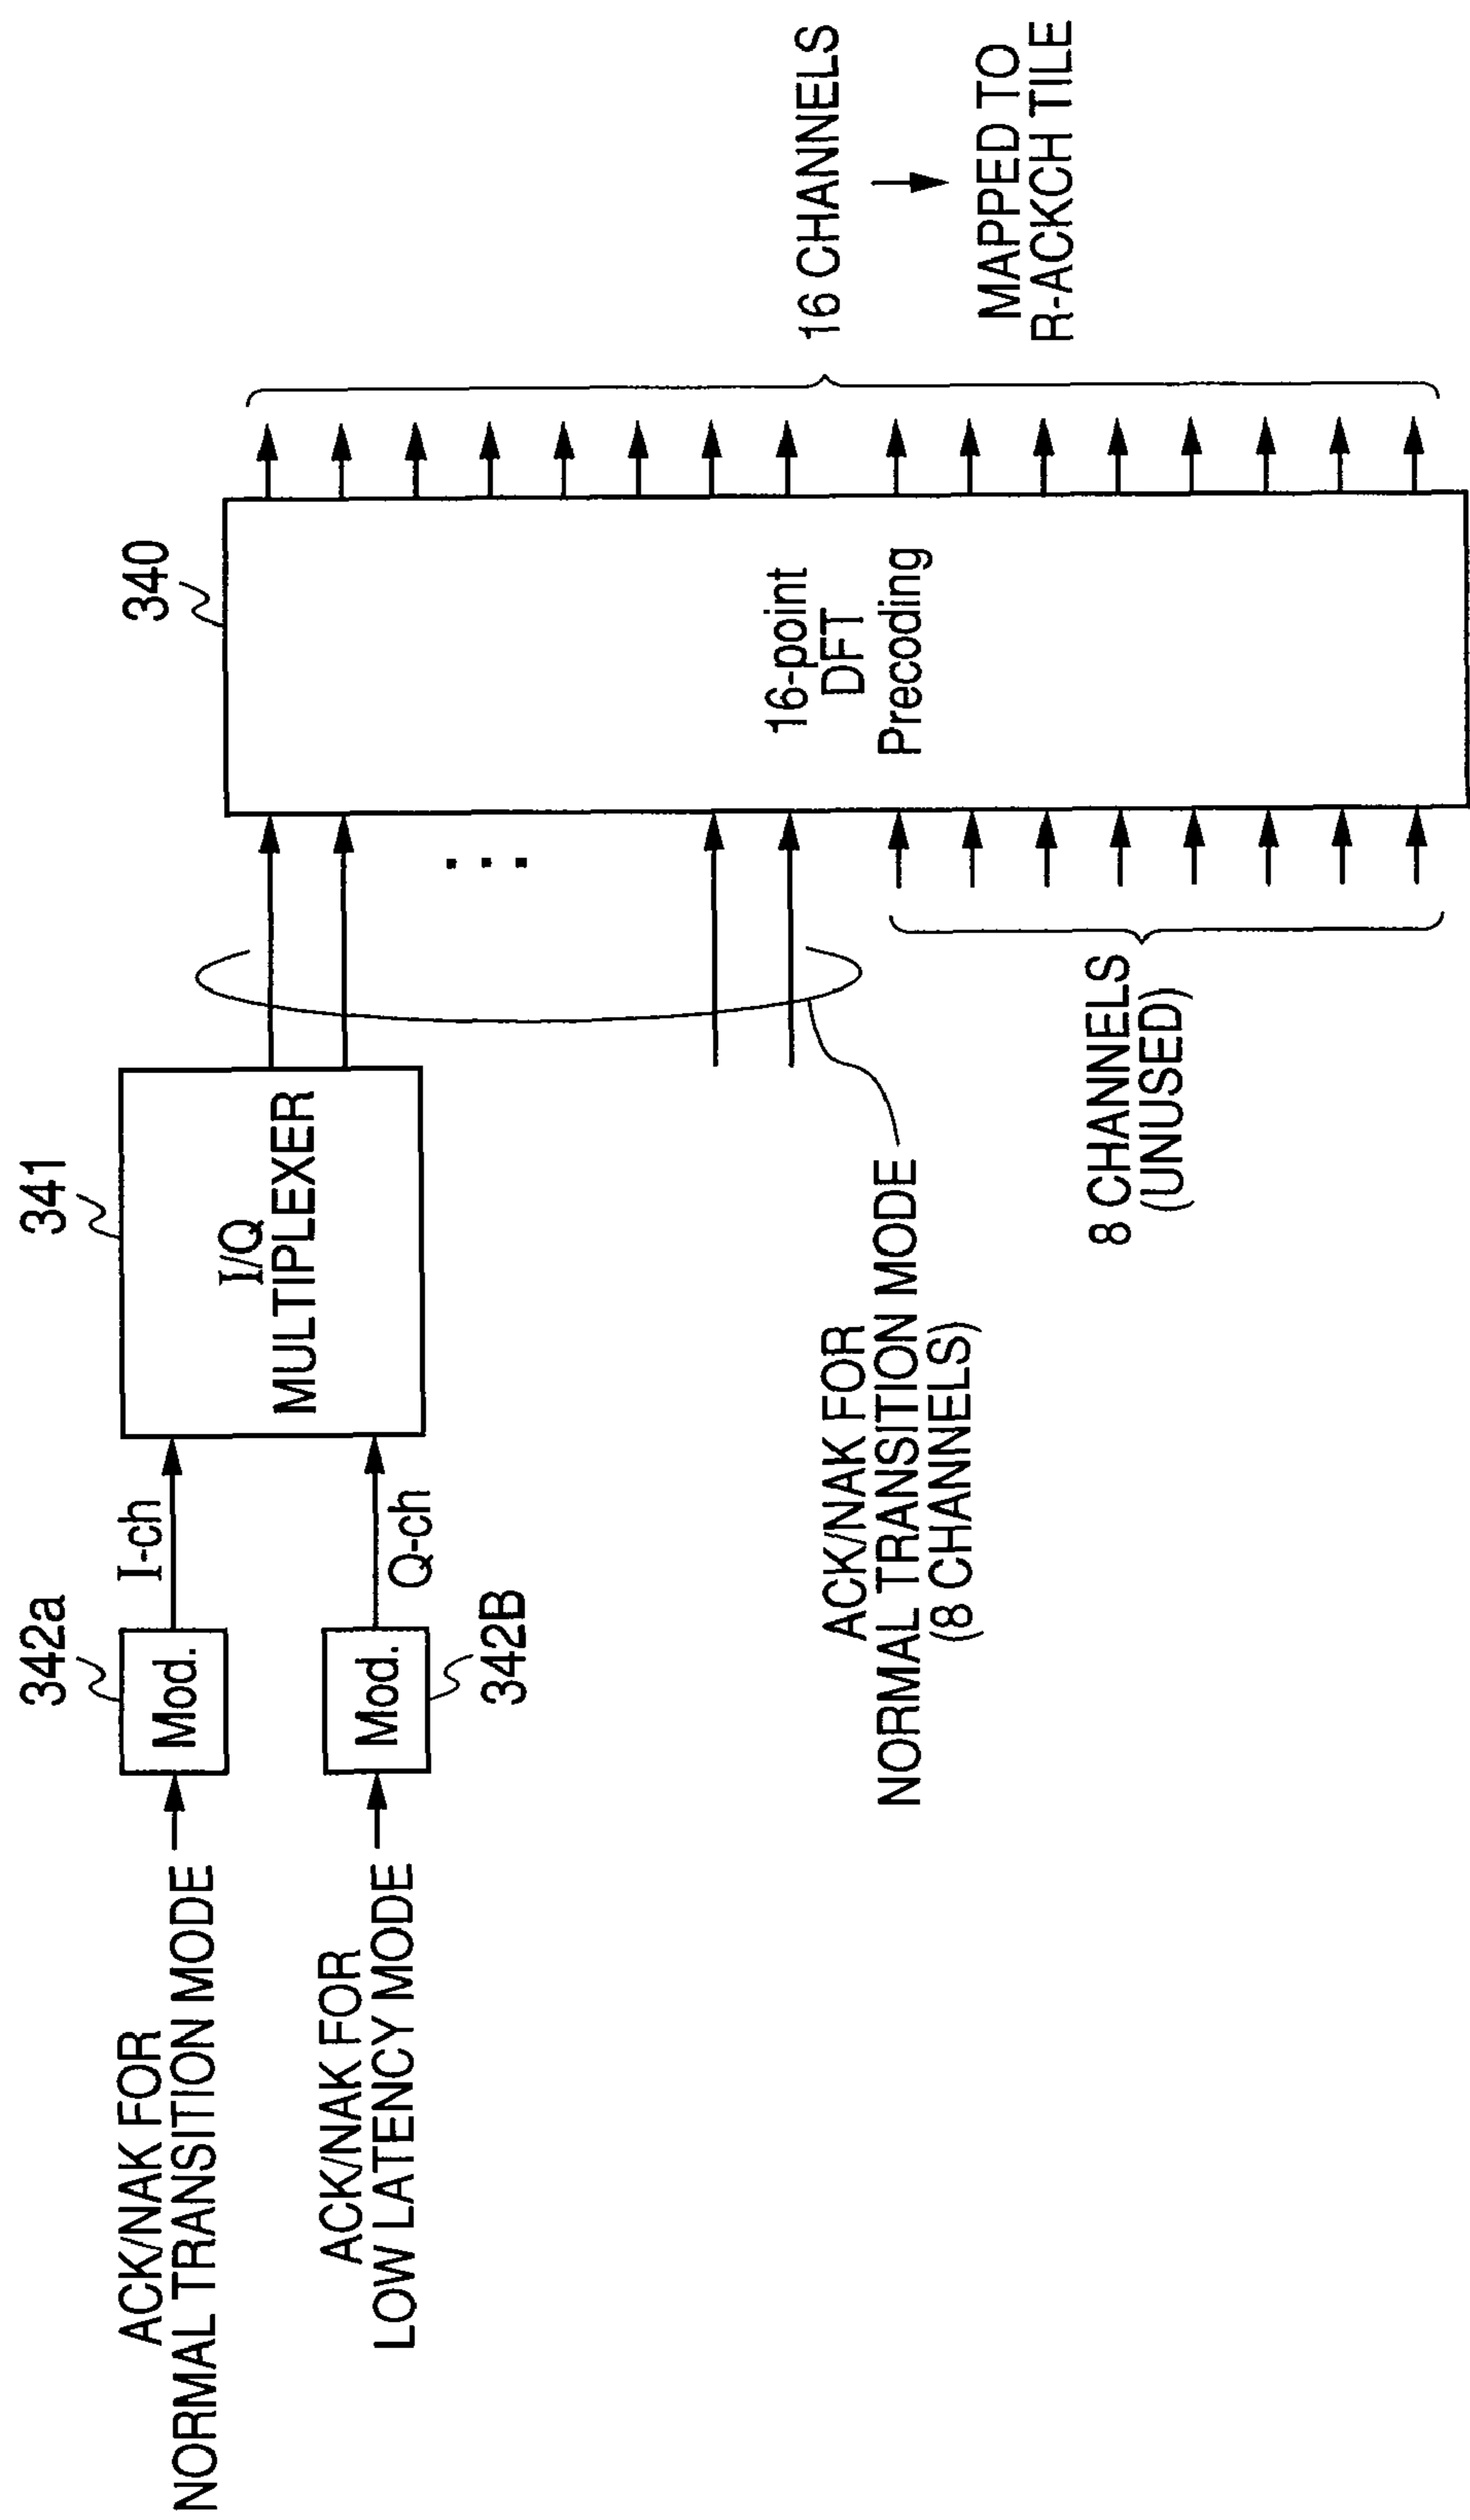 ACK/NAK FOR
NORMAL TRANSITION MODE
342a
Mod.
I-ch
341
I/Q
MULTIPLEXER
ACK/NAK FOR
LOW LATENCY MODE
Mod.
342B
Q-ch
340
16-point
DFT
Precoding
16 CHANNELS
MAPPED TO
R-ACKCH TILE
ACK/NAK FOR
NORMAL TRANSITION MODE
(8 CHANNELS)
8 CHANNELS
(UNUSED)